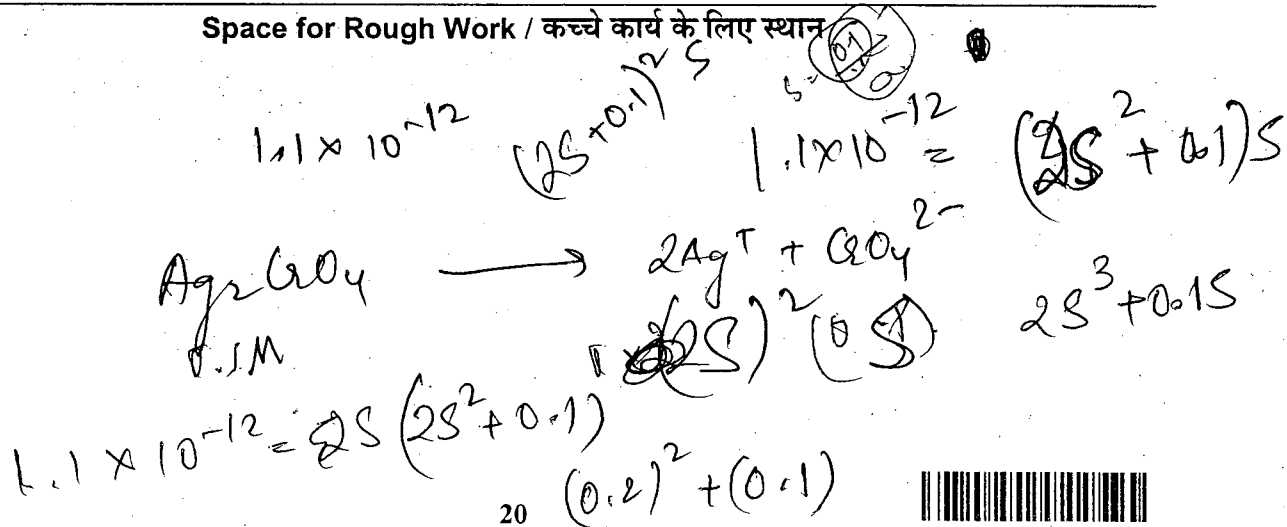 Space for Rough Work / कच्चे कार्य के लिए स्थान
1.1 × 10^-12 (2S+0.1)^2 S
1.1×10^-12 = (2S^2 + 0.1)S
Ag2CrO4 ⟶ 2Ag+ + CrO4^2-
0.1M (2S)^2 (S)
2S^3 + 0.1S
1.1 × 10^-12 = 2S(2S^2 + 0.1)
(0.2)^2 + (0.1)
20